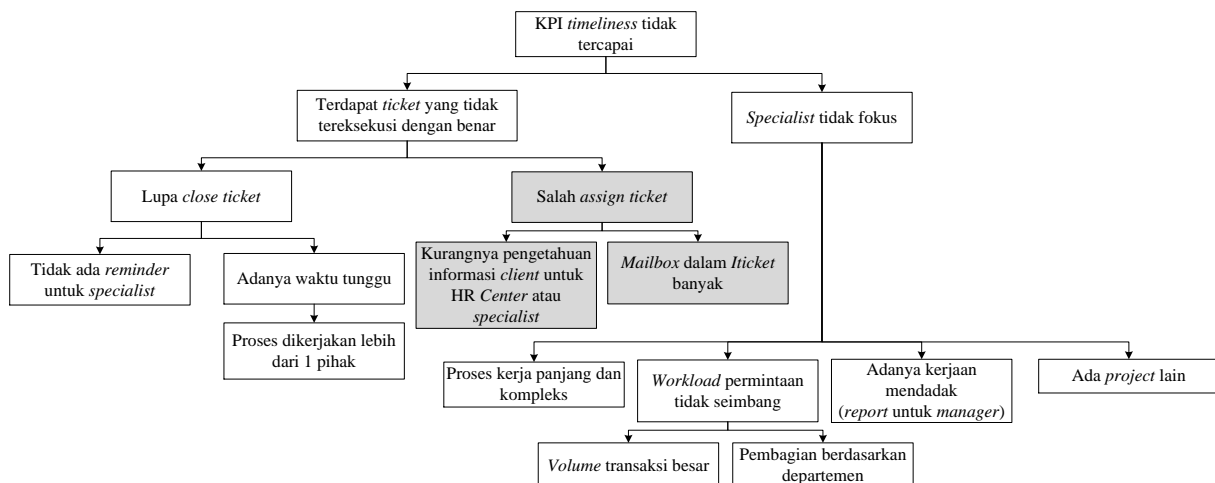 KPI timeliness tidak
tercapai
Terdapat ticket yang tidak
tereksekusi dengan benar
Specialist tidak fokus
Lupa close ticket
Salah assign ticket
Tidak ada reminder
untuk specialist
Adanya waktu tunggu
Kurangnya pengetahuan
informasi client untuk
HR Center atau
specialist
Mailbox dalam Iticket
banyak
Proses dikerjakan lebih
dari 1 pihak
Proses kerja panjang dan
kompleks
Workload permintaan
tidak seimbang
Adanya kerjaan
mendadak
(report untuk manager)
Ada project lain
Volume transaksi besar
Pembagian berdasarkan
departemen